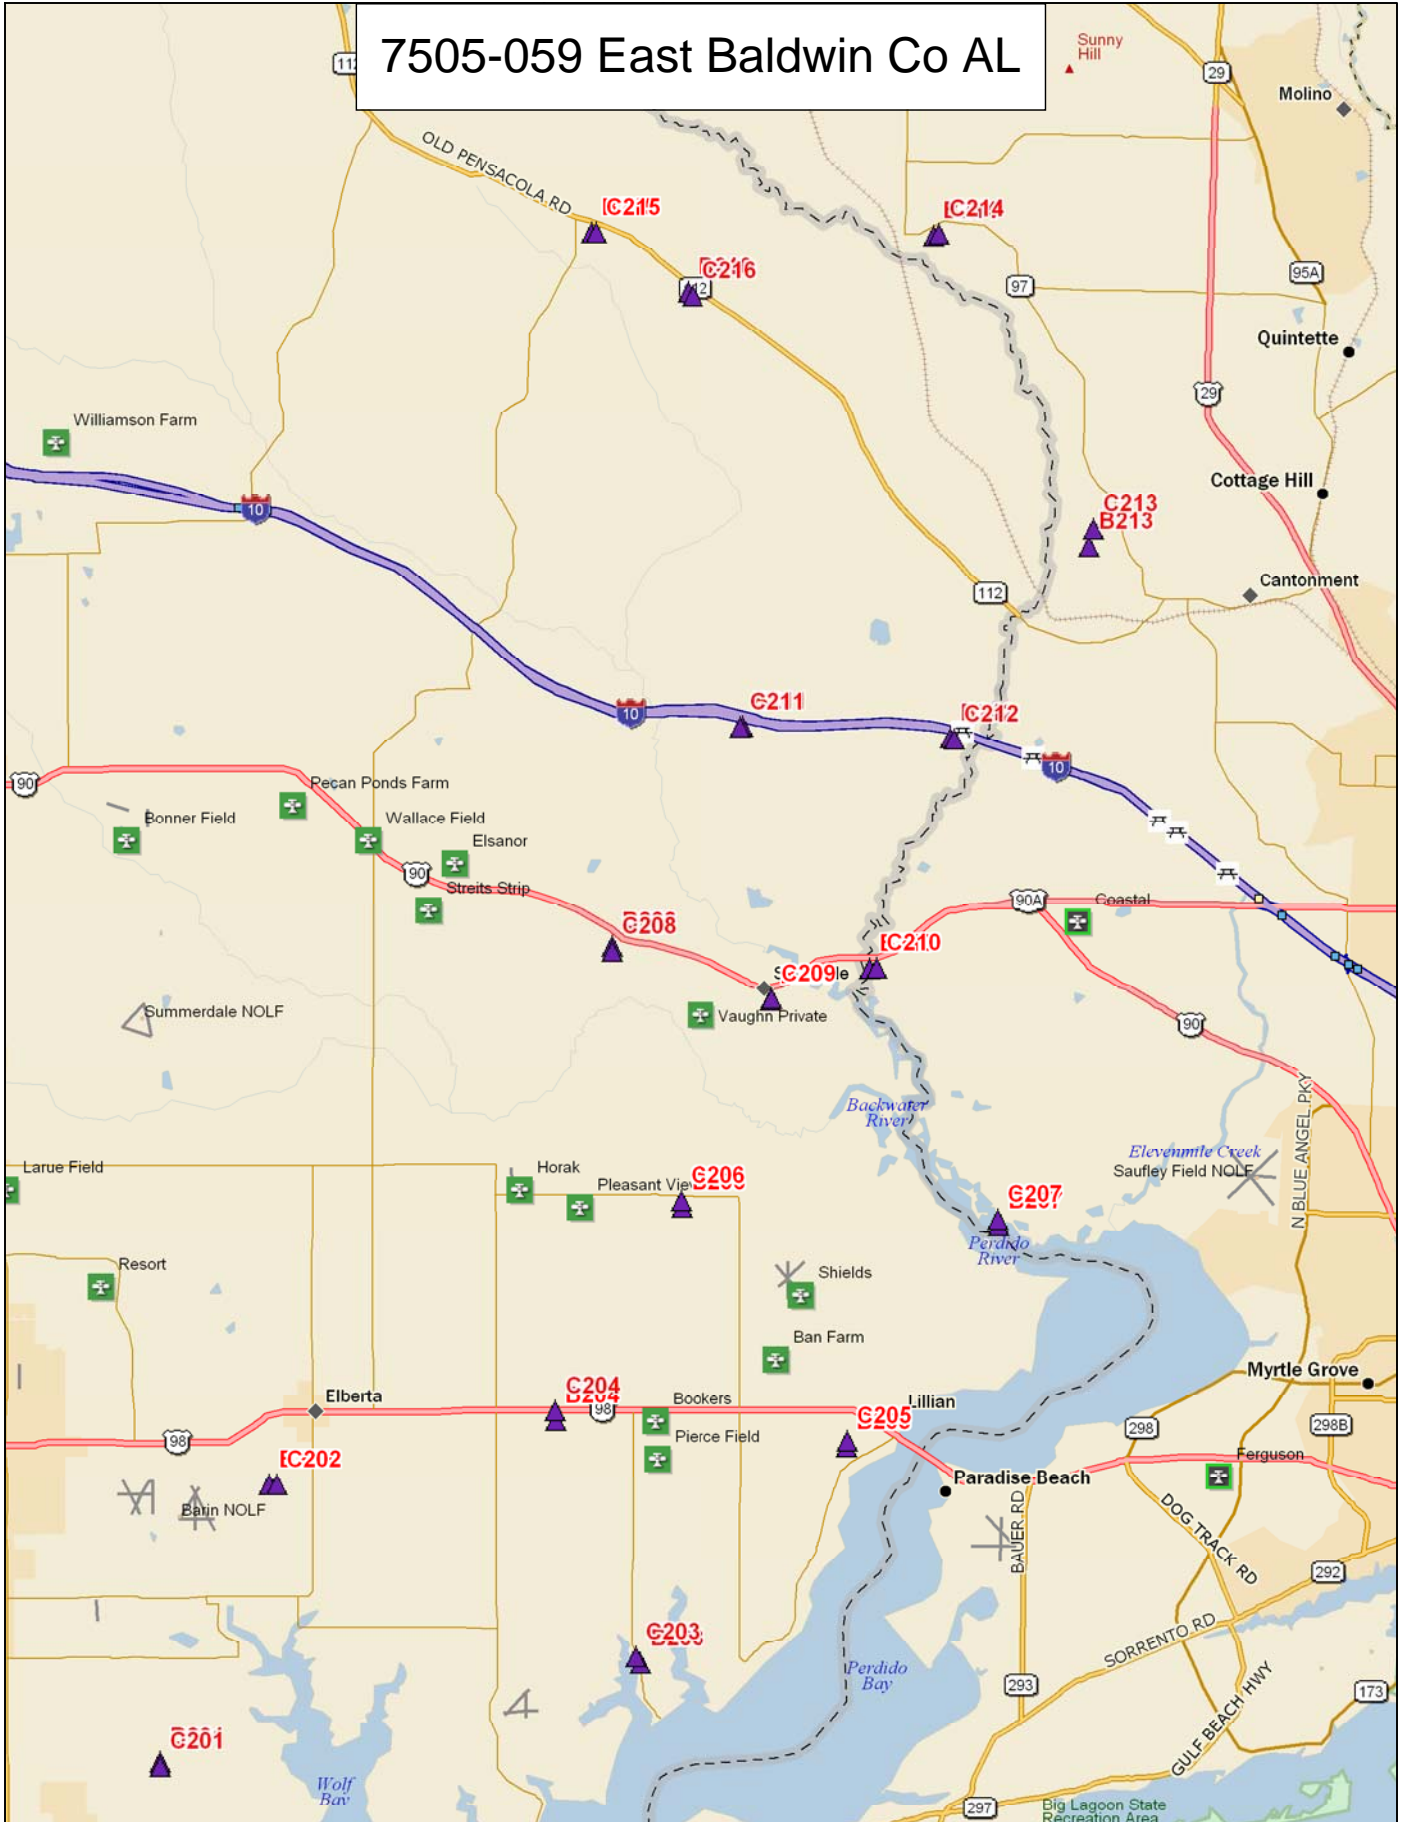 7505-059 East Baldwin Co AL
Sunny
Hill
29
Molino
OLD PENSACOLA RD
C215
C214
C216
97
95A
Quintette
29
Williamson Farm
Cottage Hill
10
C213
B213
Cantonment
112
C211
10
C212
10
90
Pecan Ponds Farm
Bonner Field
Wallace Field
Elsanor
90
Streits Strip
90A
Coastal
C208
C210
C209
Summerdale NOLF
Vaughn Private
90
Backwater
River
N BLUE ANGEL PKY
Elevenmile Creek
Saufley Field NOLF
Larue Field
Horak
Pleasant Vie
C206
C207
Perdido
River
Resort
Shields
Ban Farm
Myrtle Grove
Elberta
C204
98
Bookers
Lillian
C205
298
298B
98
Pierce Field
Ferguson
C202
Paradise Beach
Barin NOLF
BAUER RD
DOG TRACK RD
292
C203
SORRENTO RD
Perdido
Bay
293
173
GULF BEACH HWY
C201
Wolf
Bay
297
Big Lagoon State
Recreation Area